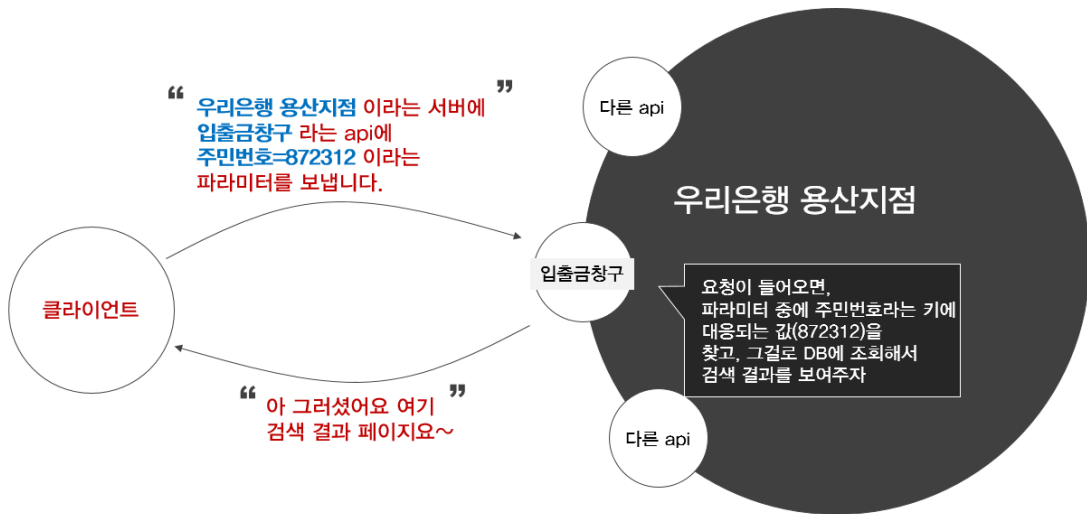 “ 우리은행 용산지점 이라는 서버에 ”
입출금창구 라는 api에
주민번호=872312 이라는
파라미터를 보냅니다.
다른 api
우리은행 용산지점
클라이언트
입출금창구
요청이 들어오면,
파라미터 중에 주민번호라는 키에
대응되는 값(872312)을
찾고, 그걸로 DB에 조회해서
검색 결과를 보여주자
“ 아 그러셨어요 여기 ”
검색 결과 페이지요~
다른 api